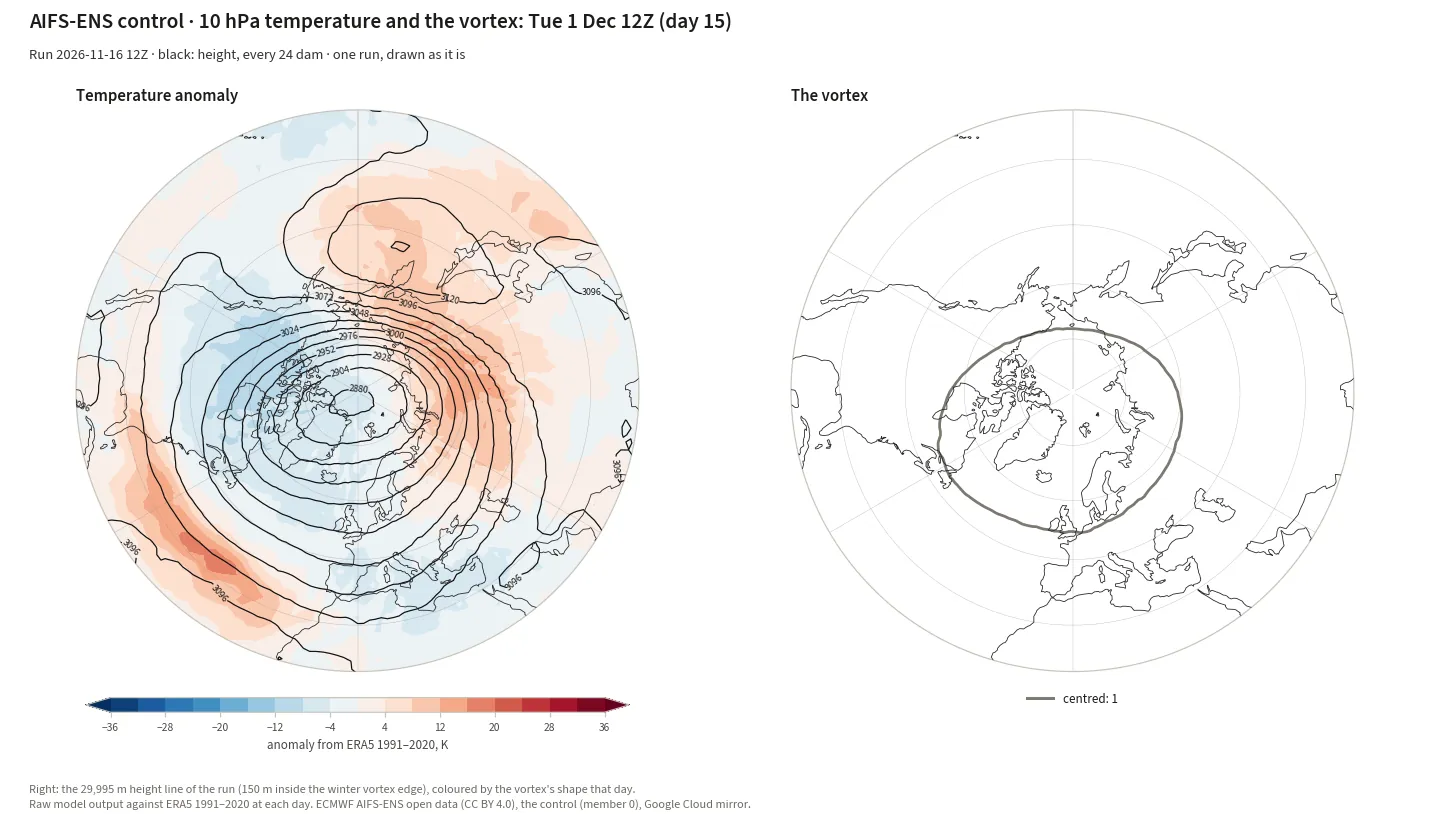 AIFS-ENS control · 10 hPa temperature and the vortex: Tue 1 Dec 12Z (day 15)
Run 2026-11-16 12Z · black: height, every 24 dam · one run, drawn as it is
Temperature anomaly
The vortex
3096
3072
3096
3120
3048
3024
3000
2976
2952
2928
2904
2880
3096
3096
3096
3096
−36 −28 −20 −12 −4 4 12 20 28 36
anomaly from ERA5 1991–2020, K
centred: 1
Right: the 29,995 m height line of the run (150 m inside the winter vortex edge), coloured by the vortex's shape that day.
Raw model output against ERA5 1991–2020 at each day. ECMWF AIFS-ENS open data (CC BY 4.0), the control (member 0), Google Cloud mirror.